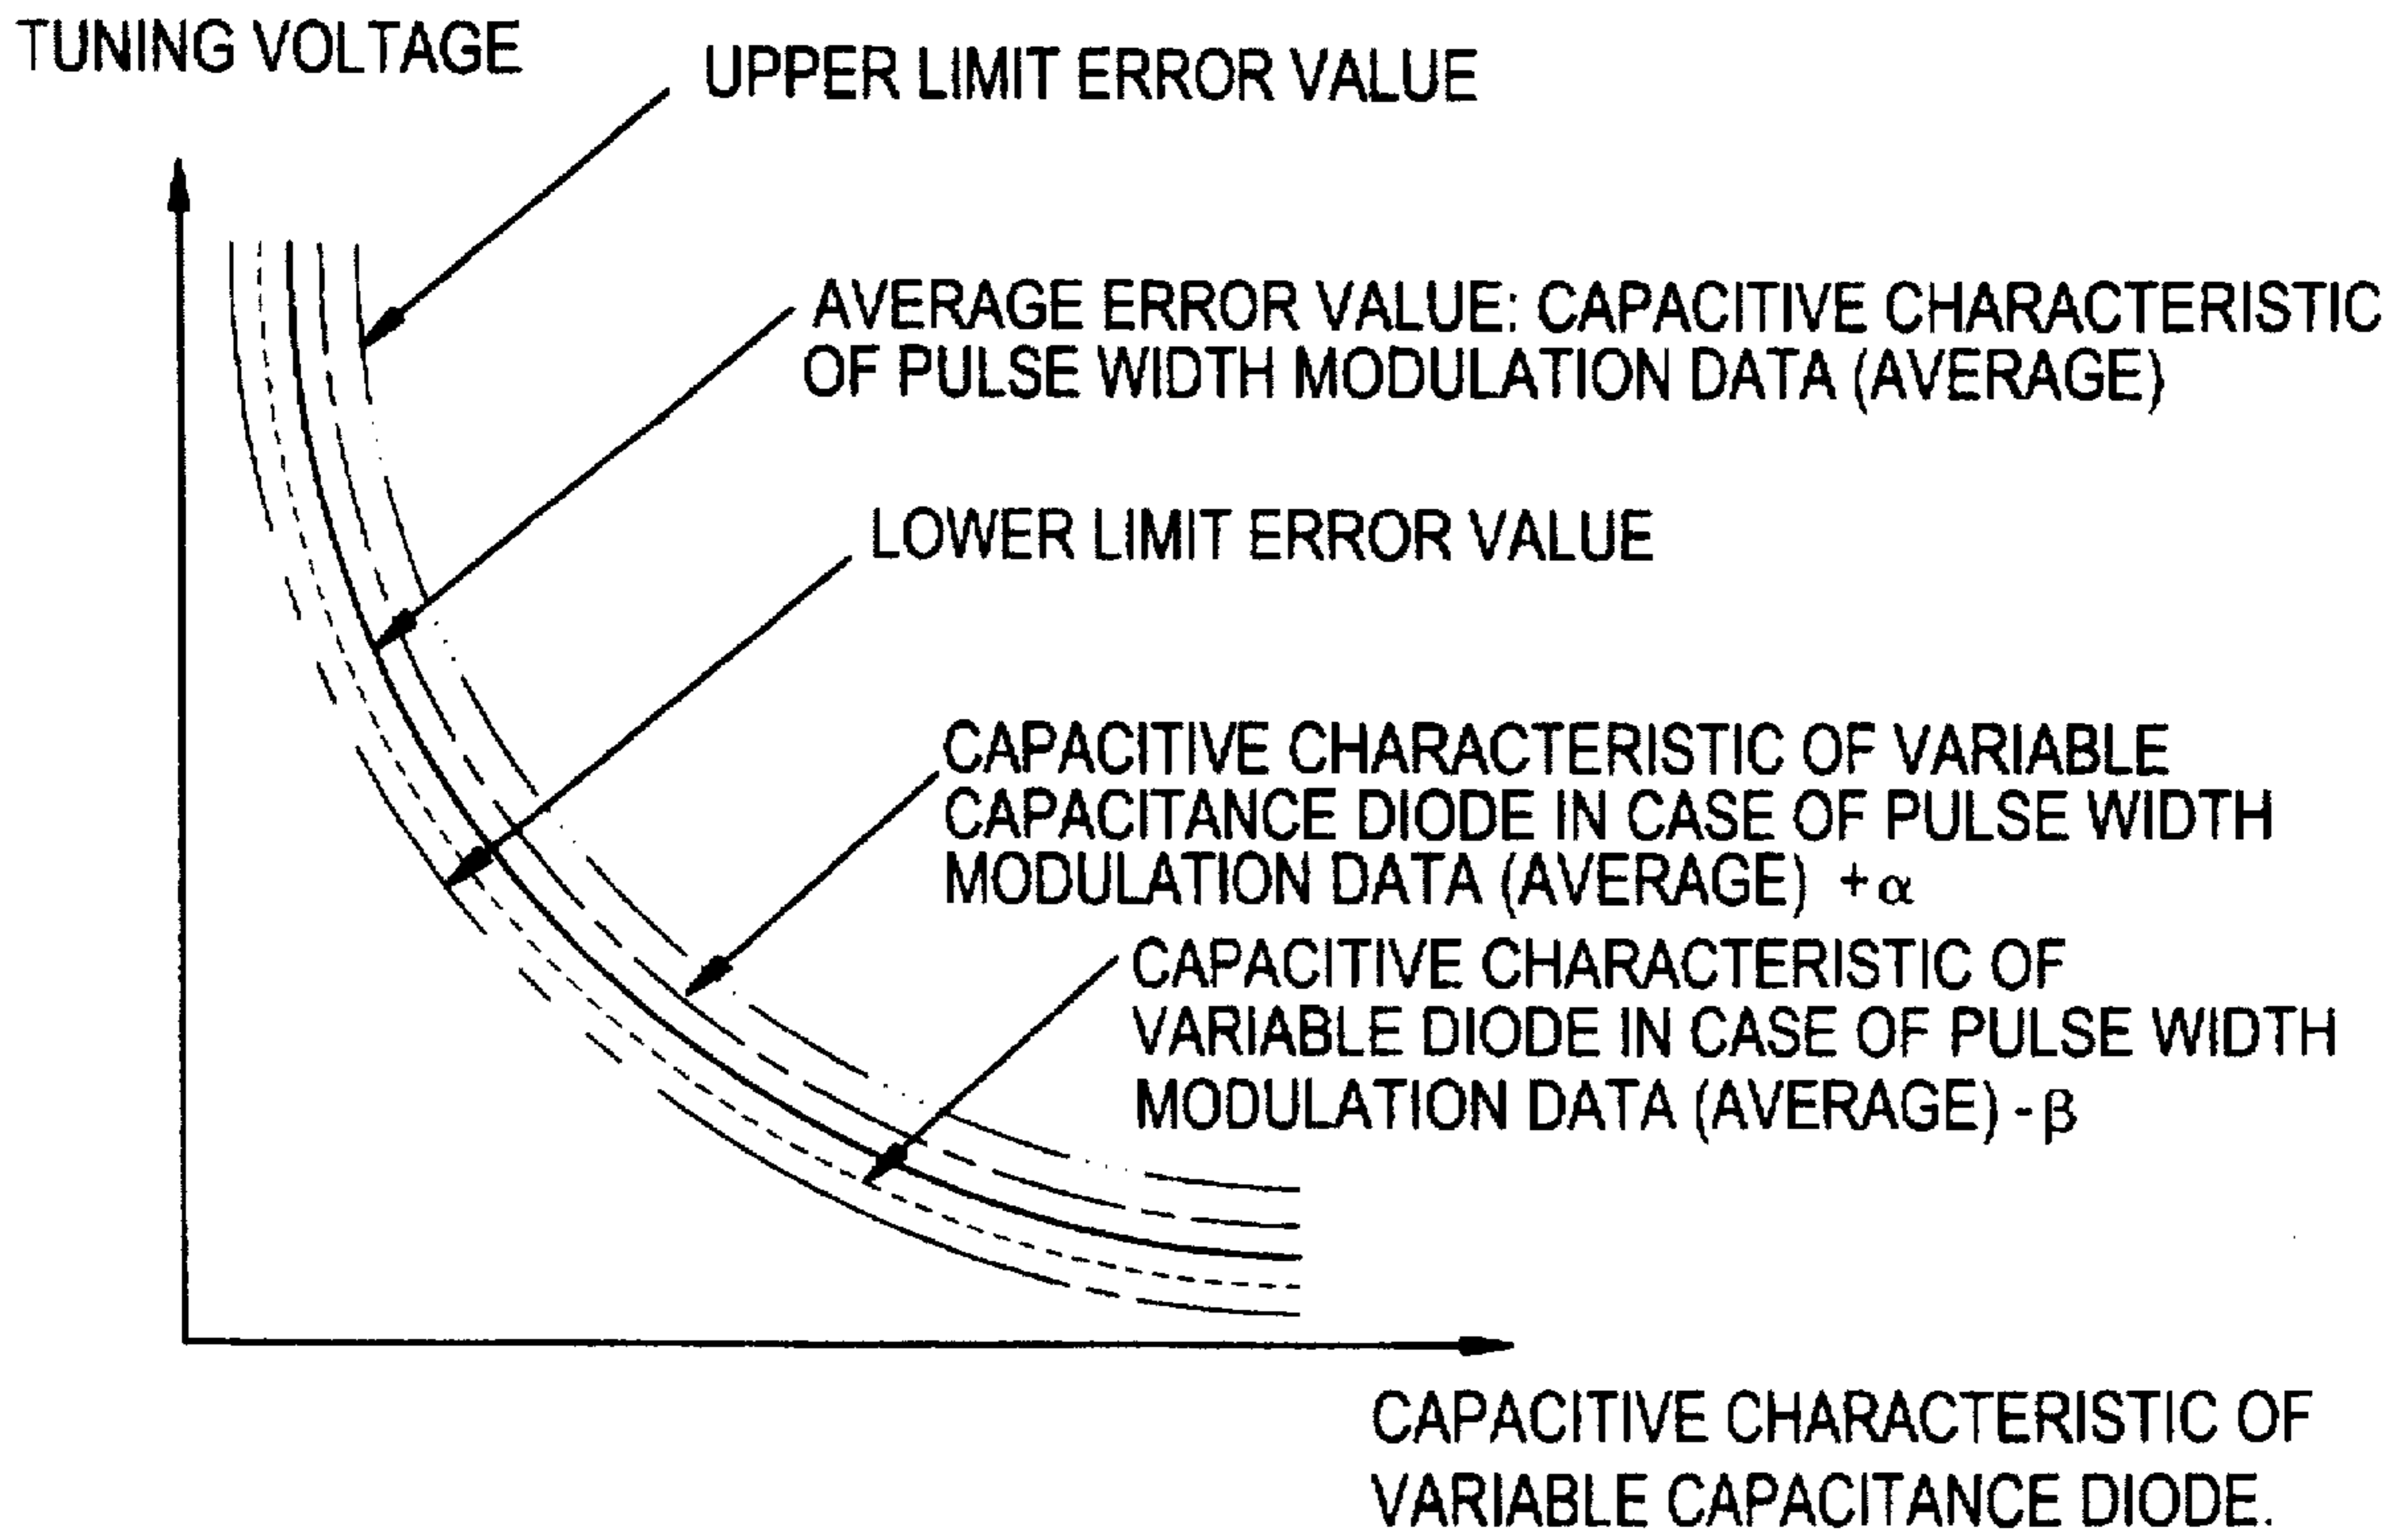 TUNING VOLTAGE
UPPER LIMIT ERROR VALUE
AVERAGE ERROR VALUE: CAPACITIVE CHARACTERISTIC
OF PULSE WIDTH MODULATION DATA (AVERAGE)
LOWER LIMIT ERROR VALUE
CAPACITIVE CHARACTERISTIC OF VARIABLE
CAPACITANCE DIODE IN CASE OF PULSE WIDTH
MODULATION DATA (AVERAGE) +α
CAPACITIVE CHARACTERISTIC OF
VARIABLE DIODE IN CASE OF PULSE WIDTH
MODULATION DATA (AVERAGE) -β
CAPACITIVE CHARACTERISTIC OF
VARIABLE CAPACITANCE DIODE.